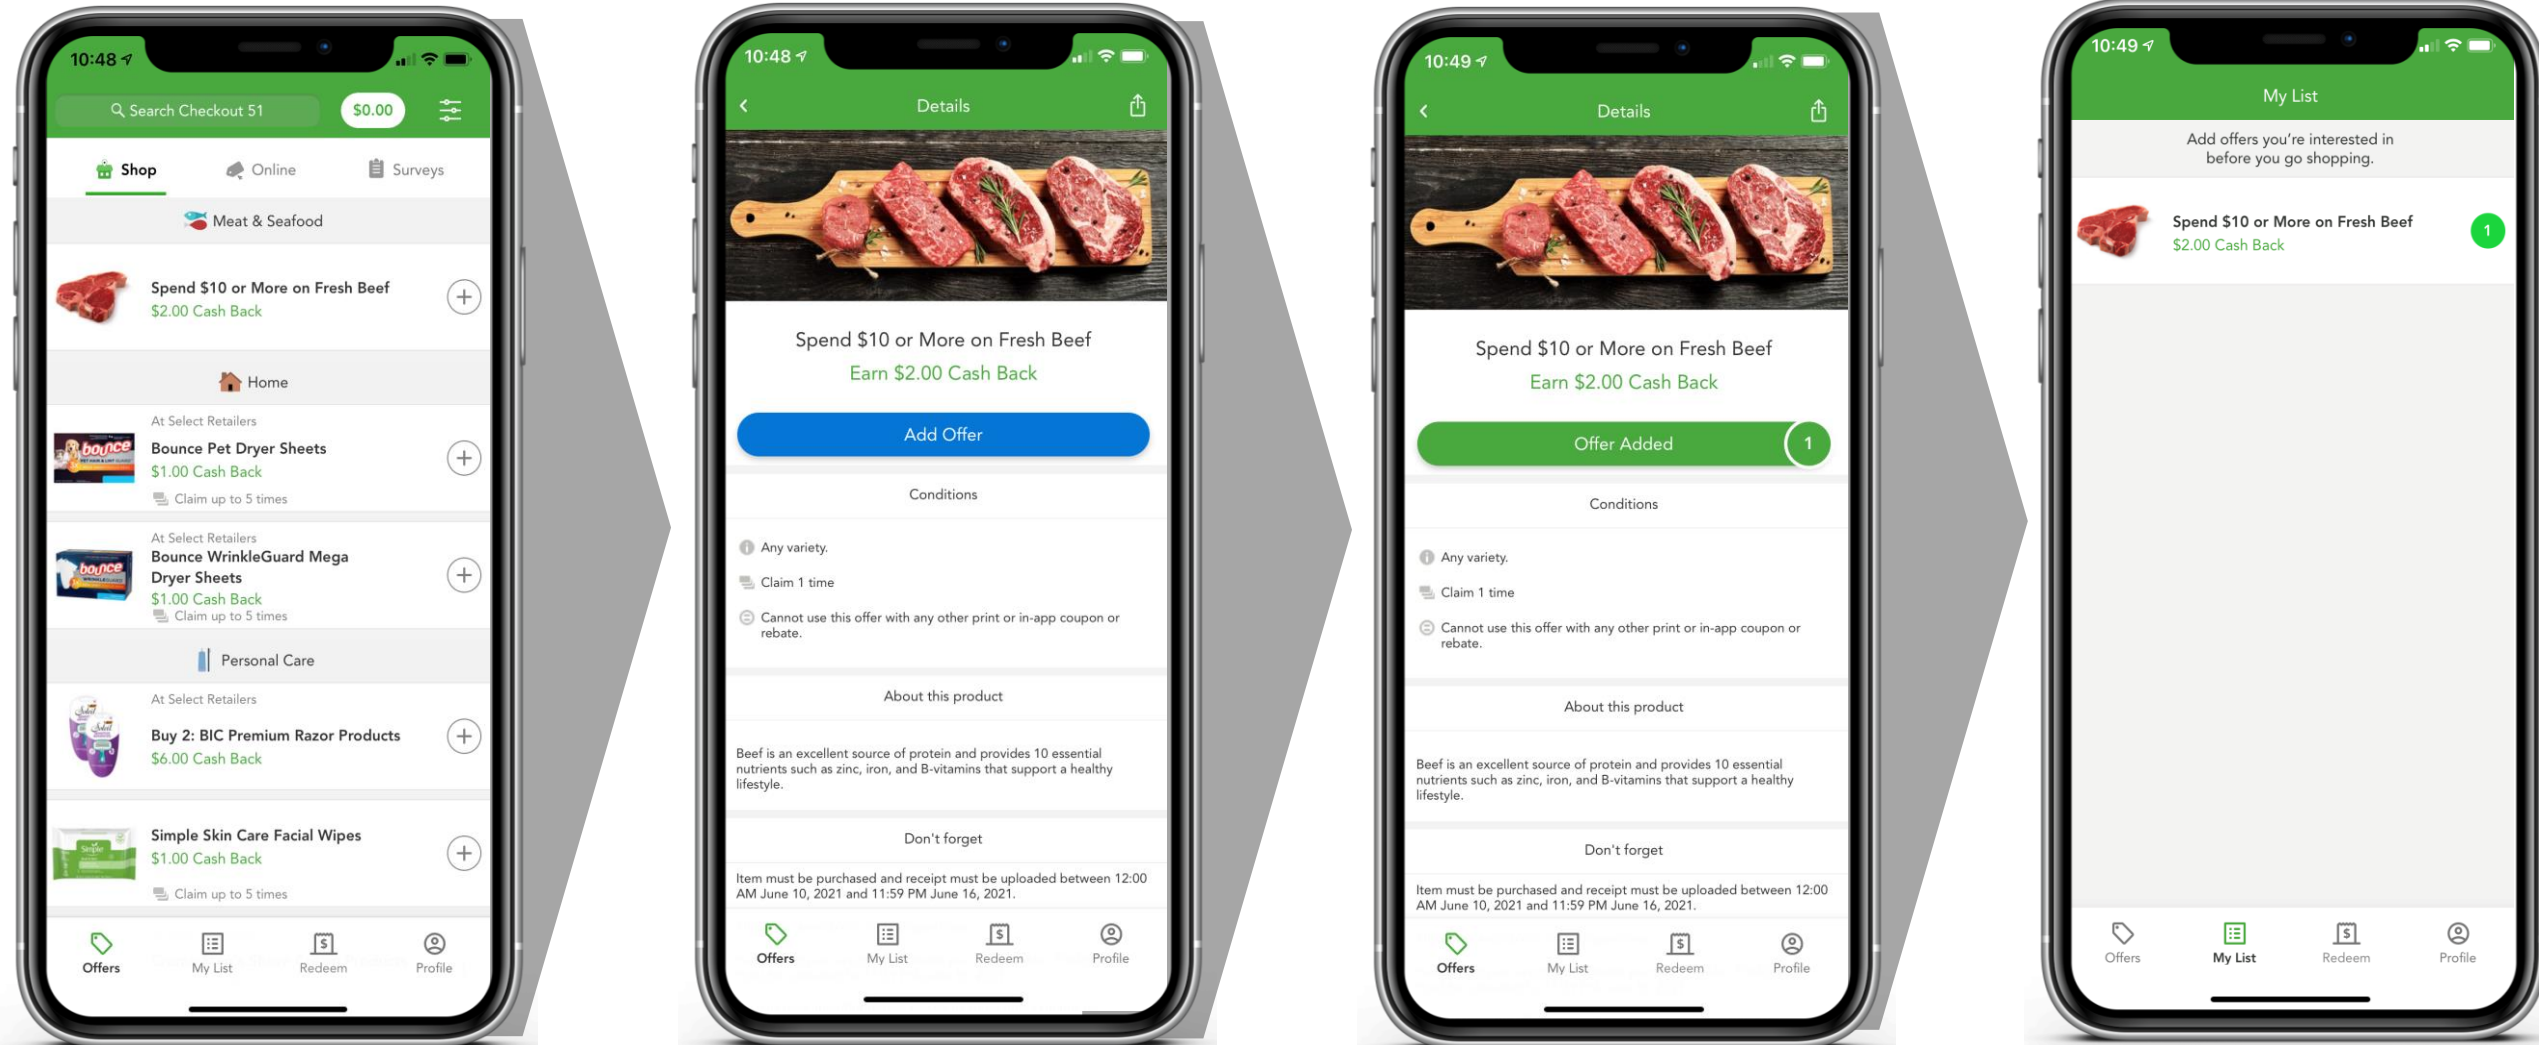 10:48
Search Checkout 51
$0.00
Shop
Online
Surveys
Meat & Seafood
Spend $10 or More on Fresh Beef
$2.00 Cash Back
Home
At Select Retailers
Bounce Pet Dryer Sheets
$1.00 Cash Back
Claim up to 5 times
bounce
At Select Retailers
Bounce WrinkleGuard Mega
Dryer Sheets
$1.00 Cash Back
Claim up to 5 times
bounce
Personal Care
At Select Retailers
Buy 2: BIC Premium Razor Products
$6.00 Cash Back
Simple Skin Care Facial Wipes
$1.00 Cash Back
Claim up to 5 times
Simple
Offers
My List
Redeem
Profile
10:48
Details
Spend $10 or More on Fresh Beef
Earn $2.00 Cash Back
Add Offer
Conditions
Any variety.
Claim 1 time
Cannot use this offer with any other print or in-app coupon or
rebate.
About this product
Beef is an excellent source of protein and provides 10 essential
nutrients such as zinc, iron, and B-vitamins that support a healthy
lifestyle.
Don't forget
Item must be purchased and receipt must be uploaded between 12:00
AM June 10, 2021 and 11:59 PM June 16, 2021.
Offers
My List
Redeem
Profile
10:49
Details
Spend $10 or More on Fresh Beef
Earn $2.00 Cash Back
Offer Added
1
Conditions
Any variety.
Claim 1 time
Cannot use this offer with any other print or in-app coupon or
rebate.
About this product
Beef is an excellent source of protein and provides 10 essential
nutrients such as zinc, iron, and B-vitamins that support a healthy
lifestyle.
Don't forget
Item must be purchased and receipt must be uploaded between 12:00
AM June 10, 2021 and 11:59 PM June 16, 2021.
Offers
My List
Redeem
Profile
10:49
My List
Add offers you're interested in
before you go shopping.
Spend $10 or More on Fresh Beef
$2.00 Cash Back
1
Offers
My List
Redeem
Profile